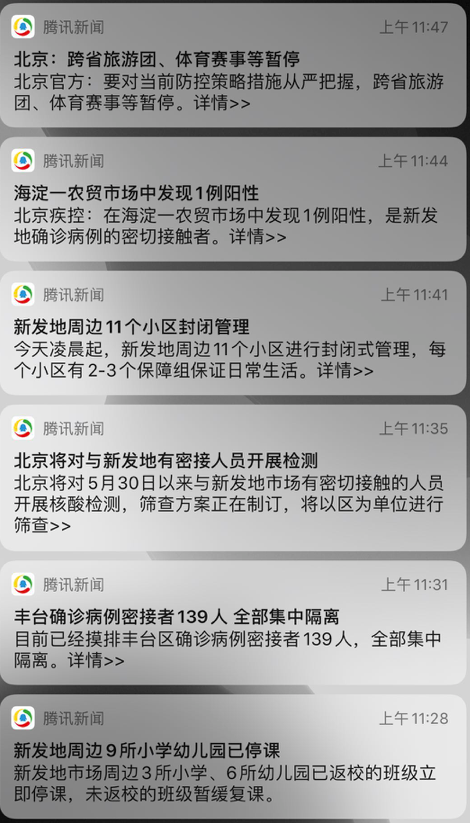 腾讯新闻 上午11:47
北京：跨省旅游团、体育赛事等暂停
北京官方：要对当前防控策略措施从严把握，跨省旅游
团、体育赛事等暂停。详情>>
腾讯新闻 上午11:44
海淀一农贸市场中发现1例阳性
北京疾控：在海淀一农贸市场中发现1例阳性，是新发
地确诊病例的密切接触者。详情>>
腾讯新闻 上午11:41
新发地周边11个小区封闭管理
今天凌晨起，新发地周边11个小区进行封闭式管理，每
个小区有2-3个保障组保证日常生活。详情>>
腾讯新闻 上午11:35
北京将对与新发地有密接人员开展检测
北京将对5月30日以来与新发地市场有密切接触的人员
开展核酸检测，筛查方案正在制订，将以区为单位进行
筛查>>
腾讯新闻 上午11:31
丰台确诊病例密接者139人 全部集中隔离
目前已经摸排丰台区确诊病例密接者139人，全部集中
隔离。详情>>
腾讯新闻 上午11:28
新发地周边9所小学幼儿园已停课
新发地市场周边3所小学、6所幼儿园已返校的班级立
即停课，未返校的班级暂缓复课。